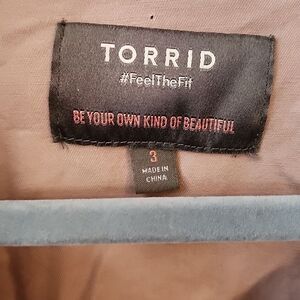 TORRID
#FeelTheFit
BE YOUR OWN KIND OF BEAUTIFUL
3
MADE IN
CHINA